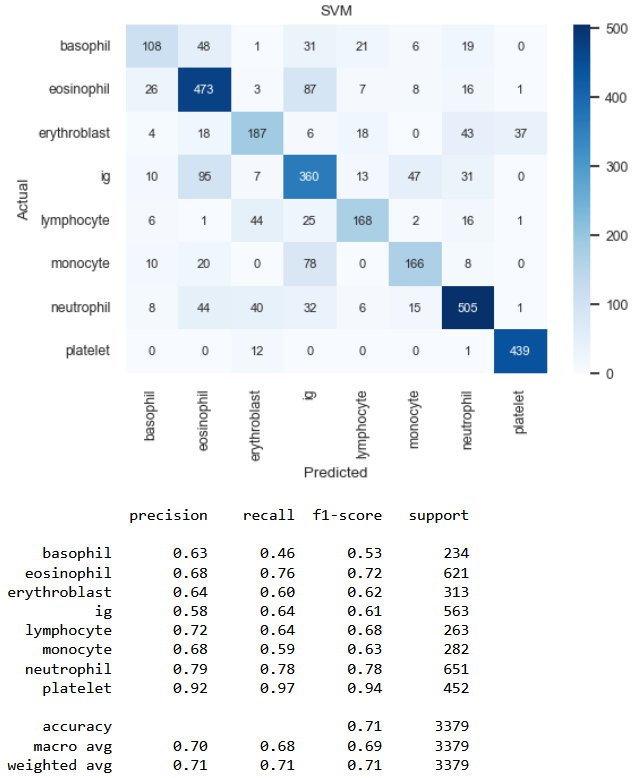 SVM
basophil 108 48 1 31 21 6 19 0
eosinophil 26 473 3 87 7 8 16 1
erythroblast 4 18 187 6 18 0 43 37
ig 10 95 7 360 13 47 31 0
lymphocyte 6 1 44 25 168 2 16 1
monocyte 10 20 0 78 0 166 8 0
neutrophil 8 44 40 32 6 15 505 1
platelet 0 0 12 0 0 0 1 439
Actual
basophil eosinophil erythroblast ig lymphocyte monocyte neutrophil platelet
Predicted
500
400
300
200
100
0
precision recall f1-score support
basophil 0.63 0.46 0.53 234
eosinophil 0.68 0.76 0.72 621
erythroblast 0.64 0.60 0.62 313
ig 0.58 0.64 0.61 563
lymphocyte 0.72 0.64 0.68 263
monocyte 0.68 0.59 0.63 282
neutrophil 0.79 0.78 0.78 651
platelet 0.92 0.97 0.94 452
accuracy 0.71 3379
macro avg 0.70 0.68 0.69 3379
weighted avg 0.71 0.71 0.71 3379